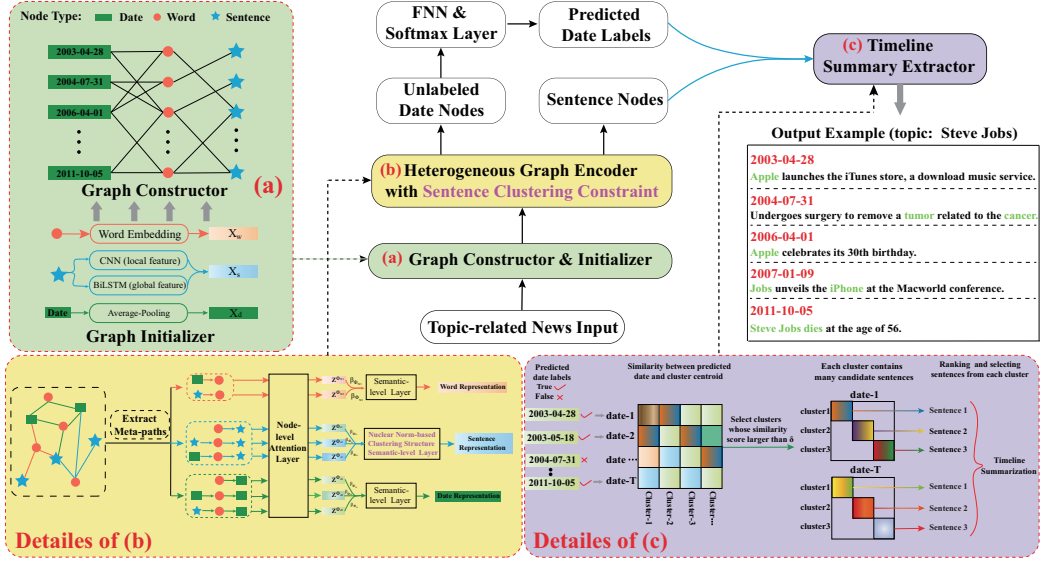 Node Type: Date Word Sentence
2003-04-28
2004-07-31
2006-04-01
2011-10-05
Graph Constructor
(a)
Word Embedding
X_w
CNN (local feature)
BiLSTM (global feature)
X_s
Date
Average-Pooling
X_d
Graph Initializer
FNN &
Softmax Layer
Predicted
Date Labels
Unlabeled
Date Nodes
Sentence Nodes
(b) Heterogeneous Graph Encoder
with Sentence Clustering Constraint
(a) Graph Constructor & Initializer
Topic-related News Input
(c) Timeline
Summary Extractor
Output Example (topic: Steve Jobs)
2003-04-28
Apple launches the iTunes store, a download music service.
2004-07-31
Undergoes surgery to remove a tumor related to the cancer.
2006-04-01
Apple celebrates its 30th birthday.
2007-01-09
Jobs unveils the iPhone at the Macworld conference.
2011-10-05
Steve Jobs dies at the age of 56.
Extract
Meta-paths
Node-
level
Attention
Layer
Semantic-
level Layer
Word Representation
Nuclear Norm-based
Clustering Structure
Semantic-level Layer
Sentence
Representation
Semantic-
level Layer
Date Representation
Detailes of (b)
Predicted
date labels
True
False
2003-04-28
2003-05-18
2004-07-31
2011-10-05
Similarity between predicted
date and cluster centroid
date-1
date-2
date ...
date-T
Cluster-1
Cluster-2
Cluster-3
Cluster...
Select clusters
whose similarity
score larger than δ
Each cluster contains
many candidate sentences
date-1
cluster1
cluster2
cluster3
date-T
cluster1
cluster2
cluster3
Ranking and selecting
sentences from each cluster
Sentence 1
Sentence 2
Sentence 3
Sentence 1
Sentence 2
Sentence 3
Timeline
Summarization
Detailes of (c)